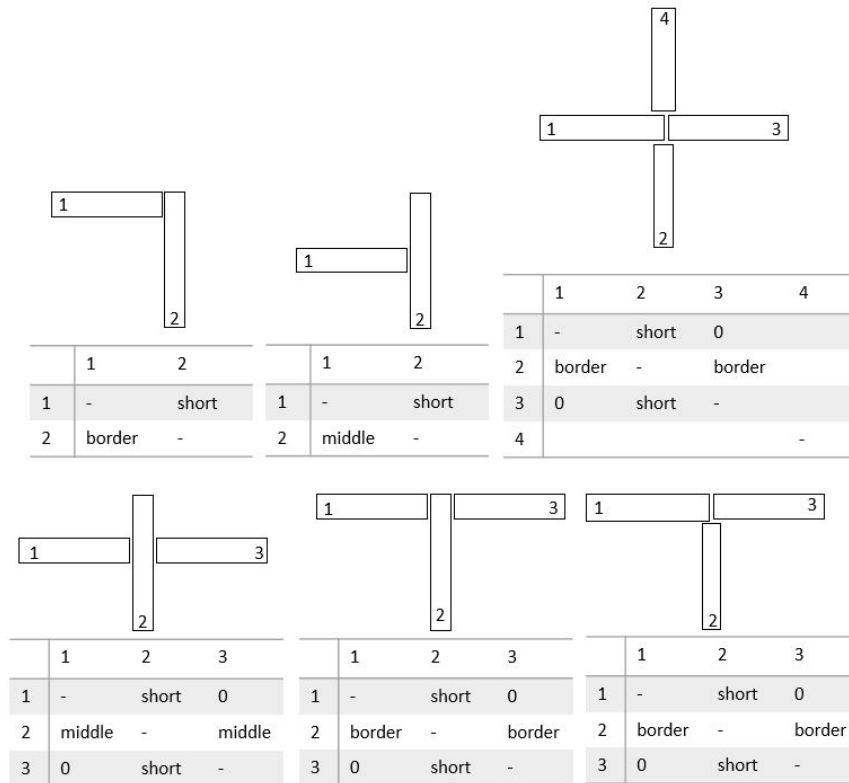 4
1 3
2
1 2 3 4
1 - short 0
2 border - border
3 0 short -
4 -
1
2
1 2
1 - short
2 border -
1
2
1 2
1 - short
2 middle -
1 3
2
1 2 3
1 - short 0
2 middle - middle
3 0 short -
1 3
2
1 2 3
1 - short 0
2 border - border
3 0 short -
1 3
2
1 2 3
1 - short 0
2 border - border
3 0 short -